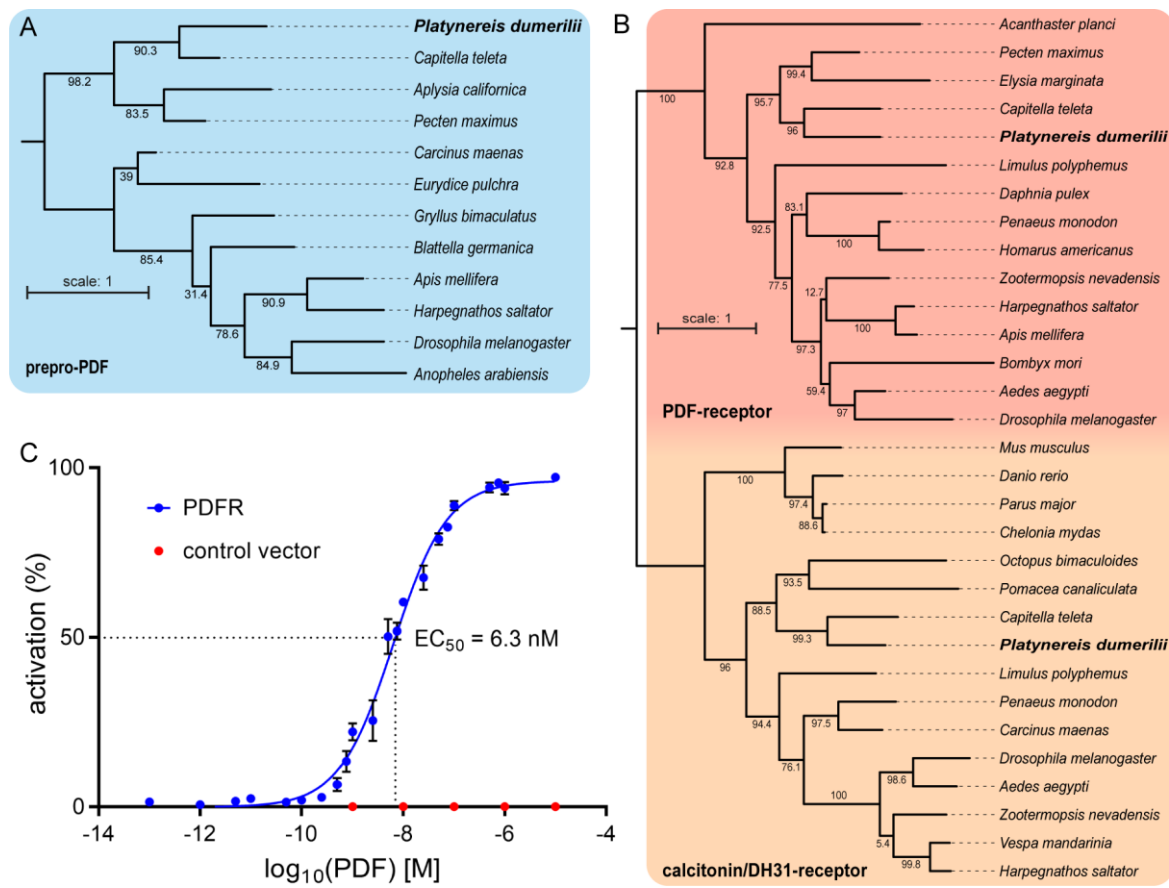 A
Platynereis dumerilii
90.3
Capitella teleta
98.2
Aplysia californica
83.5
Pecten maximus
Carcinus maenas
39
Eurydice pulchra
Gryllus bimaculatus
85.4
Blattella germanica
scale: 1
31.4
Apis mellifera
90.9
Harpegnathos saltator
78.6
Drosophila melanogaster
84.9
prepro-PDF
Anopheles arabiensis
B
Acanthaster planci
Pecten maximus
99.4
Elysia marginata
100
95.7
Capitella teleta
96
Platynereis dumerilii
92.8
Limulus polyphemus
Daphnia pulex
83.1
92.5
Penaeus monodon
100
Homarus americanus
77.5
Zootermopsis nevadensis
12.7
Harpegnathos saltator
scale: 1
100
Apis mellifera
97.3
Bombyx mori
59.4
Aedes aegypti
97
PDF-receptor
Drosophila melanogaster
Mus musculus
100
Danio rerio
97.4
Parus major
88.6
Chelonia mydas
Octopus bimaculoides
93.5
Pomacea canaliculata
88.5
Capitella teleta
99.3
Platynereis dumerilii
96
Limulus polyphemus
94.4
Penaeus monodon
97.5
Carcinus maenas
76.1
Drosophila melanogaster
98.6
Aedes aegypti
100
Zootermopsis nevadensis
5.4
Vespa mandarinia
99.8
calcitonin/DH31-receptor
Harpegnathos saltator
C
100
PDFR
control vector
activation (%)
50
EC50 = 6.3 nM
0
-14
-12
-10
-8
-6
-4
log10(PDF) [M]